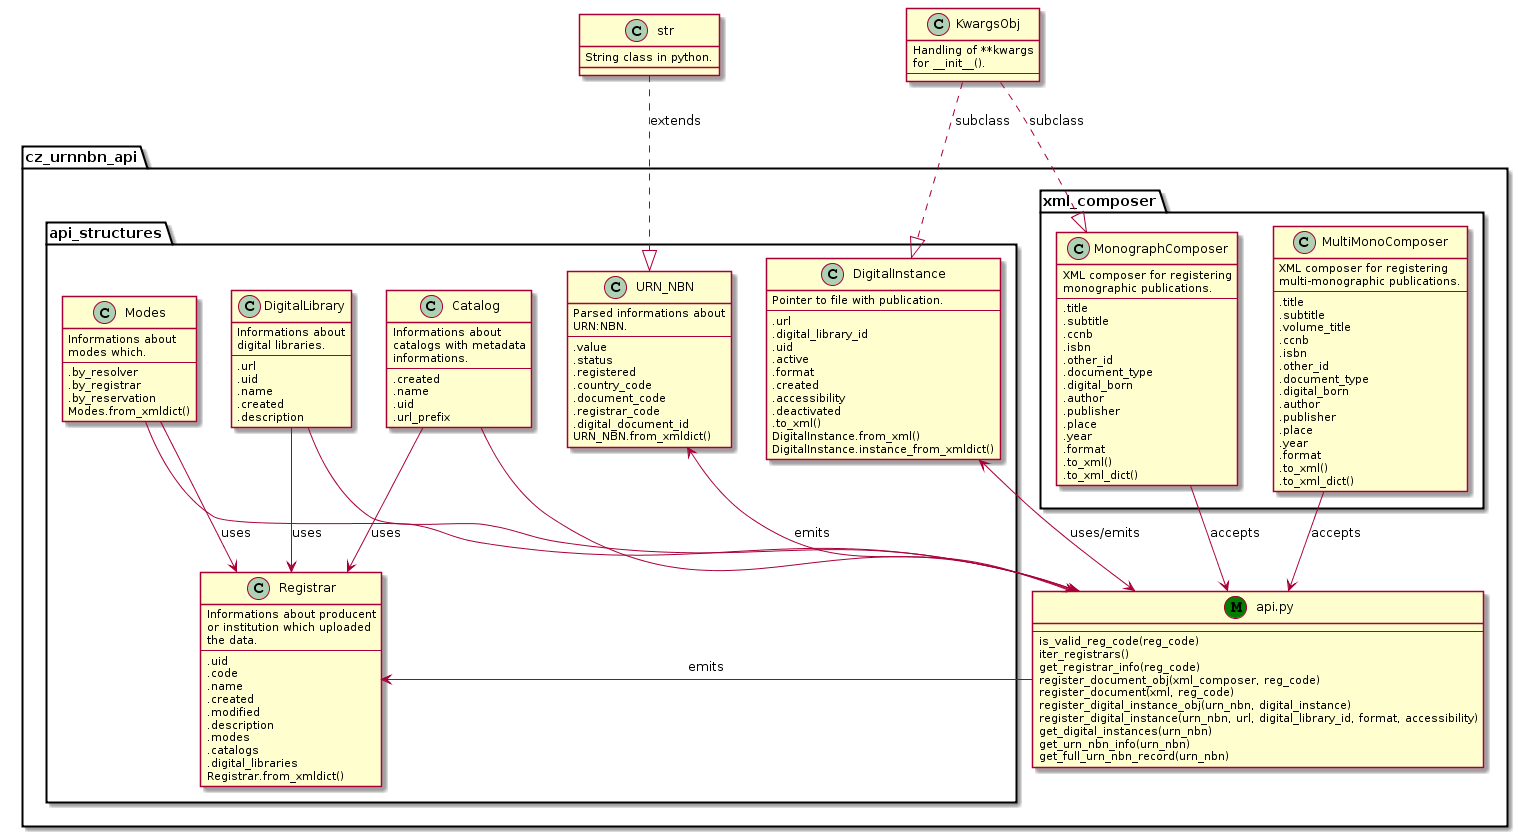 C str
String class in python.
C KwargsObj
Handling of **kwargs
for __init__().
extends
subclass
subclass
cz_urnnbn_api
api_structures
C Modes
Informations about
modes which.
.by_resolver
.by_registrar
.by_reservation
Modes.from_xmldict()
C DigitalLibrary
Informations about
digital libraries.
.url
.uid
.name
.created
.description
C Catalog
Informations about
catalogs with metadata
informations.
.created
.name
.uid
.url_prefix
C URN_NBN
Parsed informations about
URN:NBN.
.value
.status
.registered
.country_code
.document_code
.registrar_code
.digital_document_id
URN_NBN.from_xmldict()
C DigitalInstance
Pointer to file with publication.
.url
.digital_library_id
.uid
.active
.format
.created
.accessibility
.deactivated
.to_xml()
DigitalInstance.from_xml()
DigitalInstance.instance_from_xmldict()
xml_composer
C MonographComposer
XML composer for registering
monographic publications.
.title
.subtitle
.ccnb
.isbn
.other_id
.document_type
.digital_born
.author
.publisher
.place
.year
.format
.to_xml()
.to_xml_dict()
C MultiMonoComposer
XML composer for registering
multi-monographic publications.
.title
.subtitle
.volume_title
.ccnb
.isbn
.other_id
.document_type
.digital_born
.author
.publisher
.place
.year
.format
.to_xml()
.to_xml_dict()
uses
uses
uses
emits
uses/emits
accepts
accepts
C Registrar
Informations about producent
or institution which uploaded
the data.
.uid
.code
.name
.created
.modified
.description
.modes
.catalogs
.digital_libraries
Registrar.from_xmldict()
emits
M api.py
is_valid_reg_code(reg_code)
iter_registrars()
get_registrar_info(reg_code)
register_document_obj(xml_composer, reg_code)
register_document(xml, reg_code)
register_digital_instance_obj(urn_nbn, digital_instance)
register_digital_instance(urn_nbn, url, digital_library_id, format, accessibility)
get_digital_instances(urn_nbn)
get_urn_nbn_info(urn_nbn)
get_full_urn_nbn_record(urn_nbn)